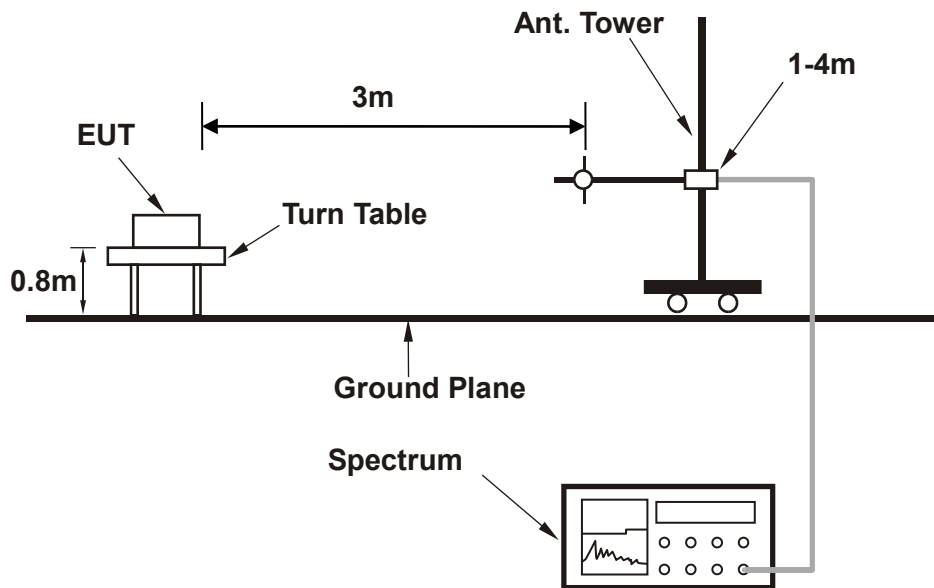 Ant. Tower
1-4m
3m
EUT
Turn Table
0.8m
Ground Plane
Spectrum